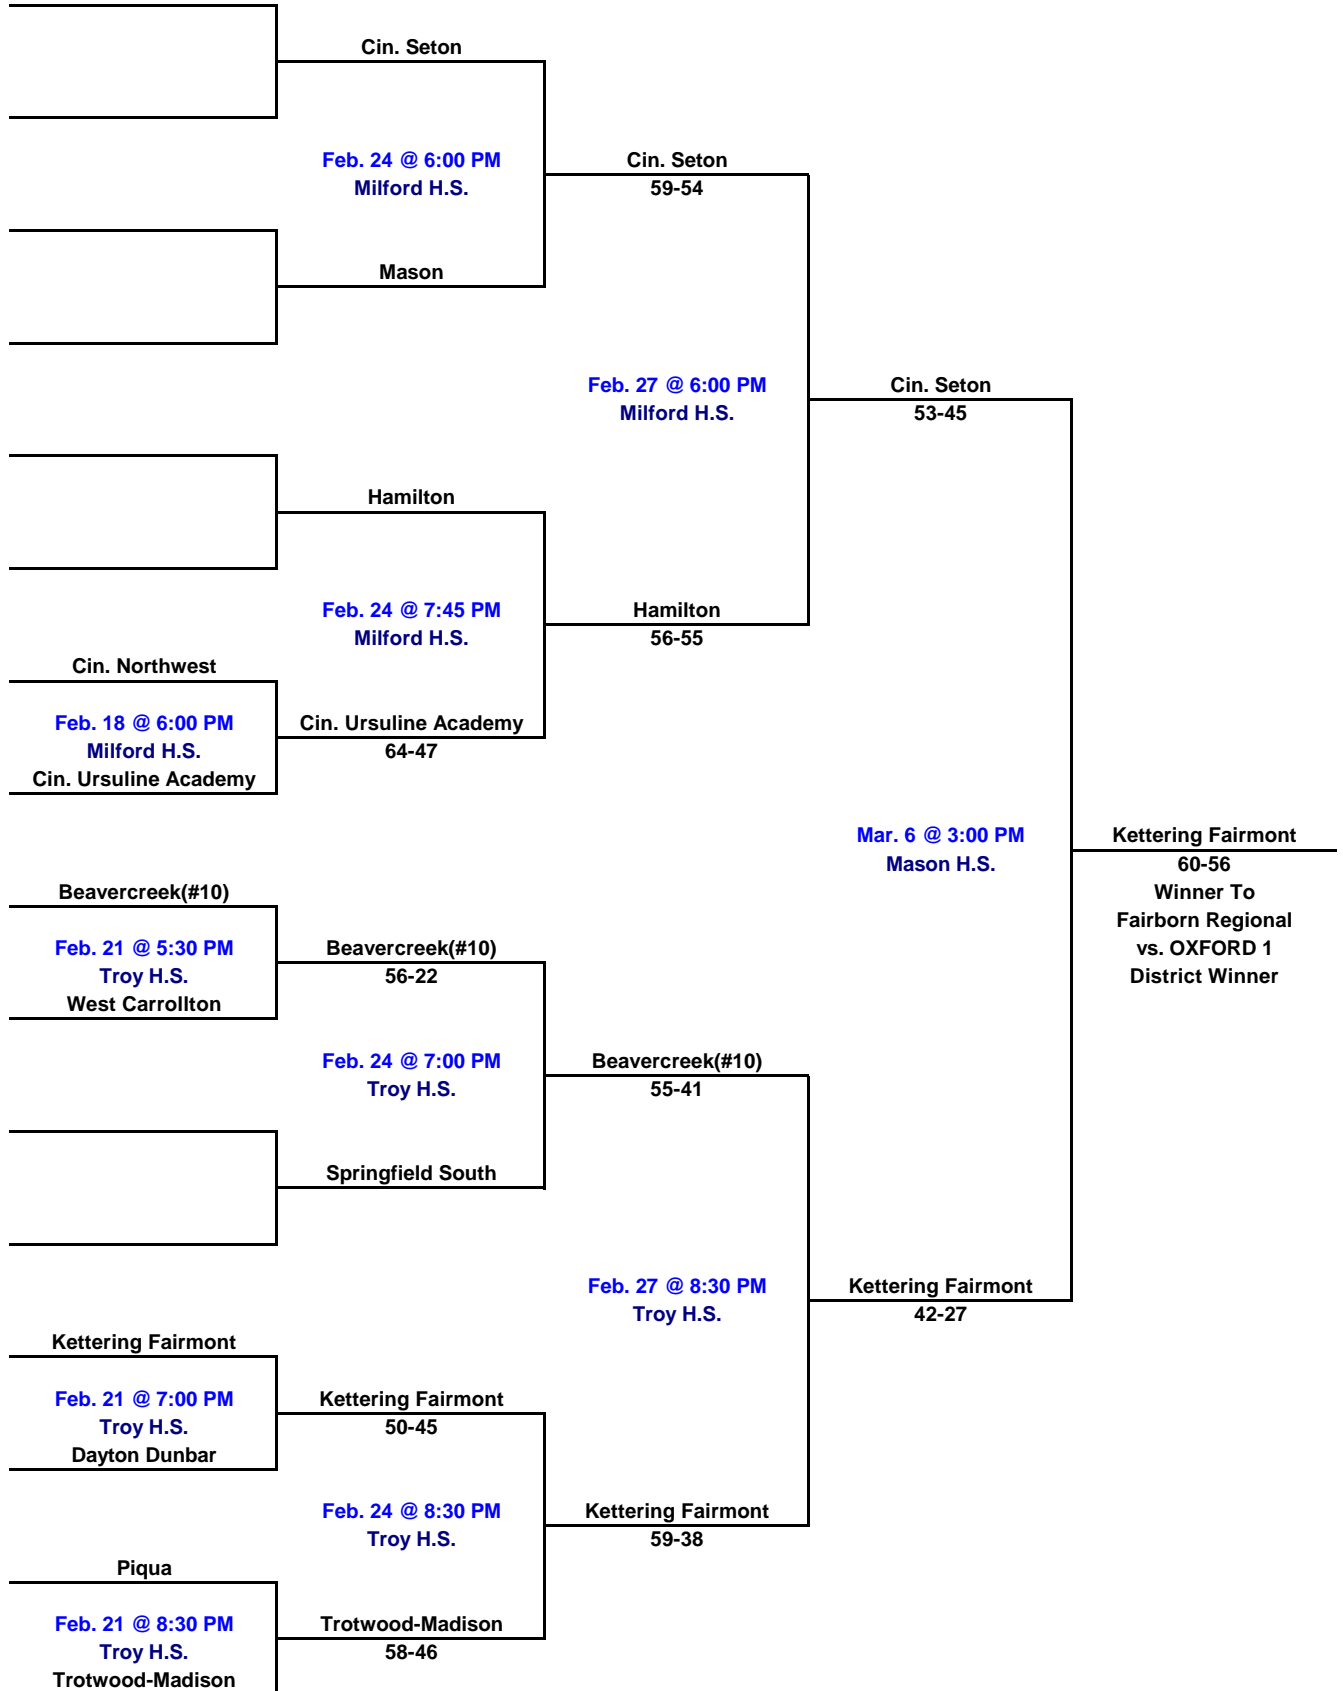 Cin. Seton
Feb. 24 @ 6:00 PM
Milford H.S.
Cin. Seton
59-54
Mason
Feb. 27 @ 6:00 PM
Milford H.S.
Cin. Seton
53-45
Hamilton
Feb. 24 @ 7:45 PM
Milford H.S.
Hamilton
56-55
Cin. Northwest
Feb. 18 @ 6:00 PM
Milford H.S.
Cin. Ursuline Academy
Cin. Ursuline Academy
64-47
Mar. 6 @ 3:00 PM
Mason H.S.
Kettering Fairmont
60-56
Winner To
Fairborn Regional
vs. OXFORD 1
District Winner
Beavercreek(#10)
Feb. 21 @ 5:30 PM
Troy H.S.
West Carrollton
Beavercreek(#10)
56-22
Feb. 24 @ 7:00 PM
Troy H.S.
Beavercreek(#10)
55-41
Springfield South
Feb. 27 @ 8:30 PM
Troy H.S.
Kettering Fairmont
42-27
Kettering Fairmont
Feb. 21 @ 7:00 PM
Troy H.S.
Dayton Dunbar
Kettering Fairmont
50-45
Feb. 24 @ 8:30 PM
Troy H.S.
Kettering Fairmont
59-38
Piqua
Feb. 21 @ 8:30 PM
Troy H.S.
Trotwood-Madison
Trotwood-Madison
58-46